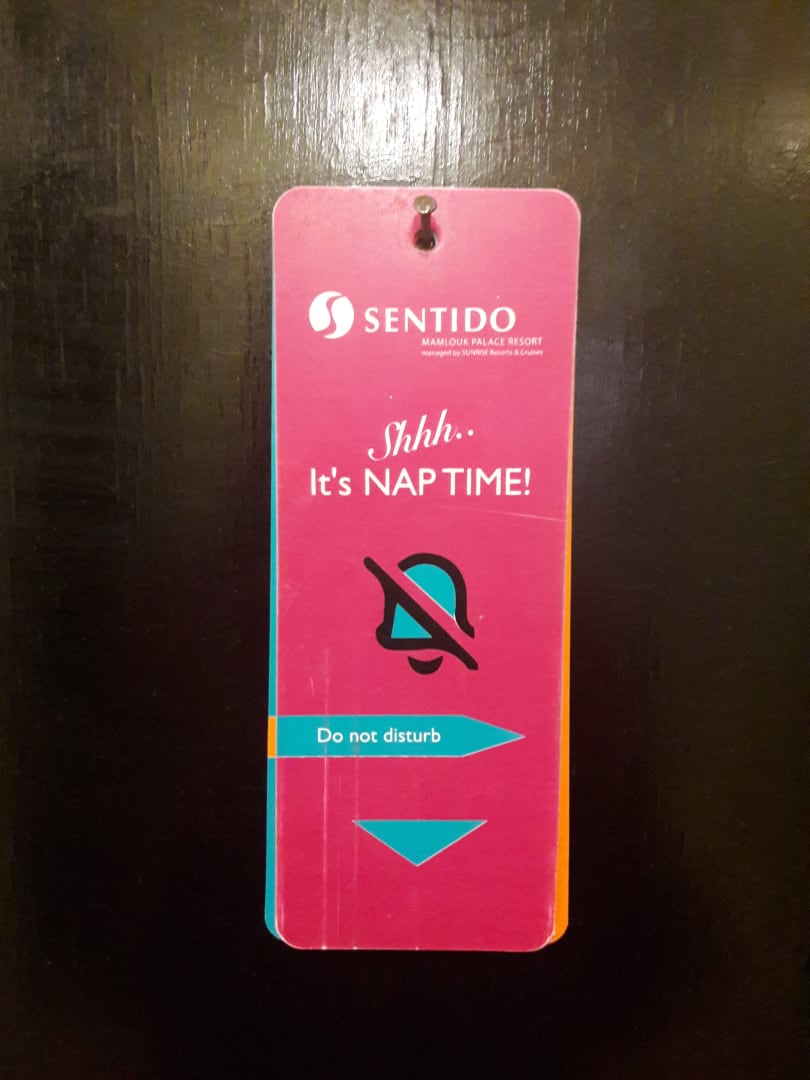 SENTIDO
MAMLOUK PALACE RESORT
managed by SUNRISE Resorts & Cruises
Shhh..
It's NAP TIME!
Do not disturb